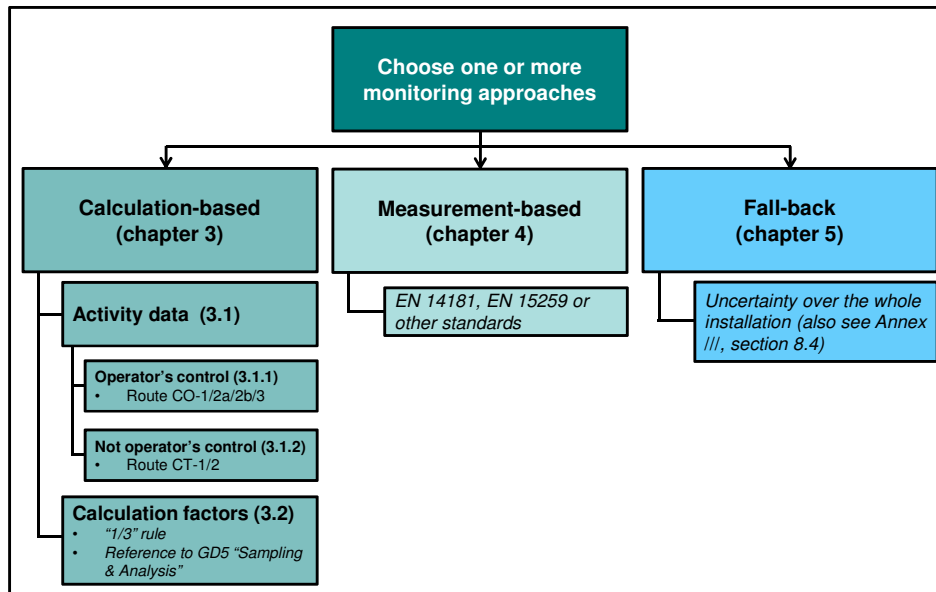 Choose one or more
monitoring approaches
Calculation-based
(chapter 3)
Measurement-based
(chapter 4)
Fall-back
(chapter 5)
Activity data (3.1)
Operator's control (3.1.1)
• Route CO-1/2a/2b/3
Not operator's control (3.1.2)
• Route CT-1/2
Calculation factors (3.2)
• "1/3" rule
• Reference to GD5 "Sampling
& Analysis"
EN 14181, EN 15259 or
other standards
Uncertainty over the whole
installation (also see Annex
III, section 8.4)